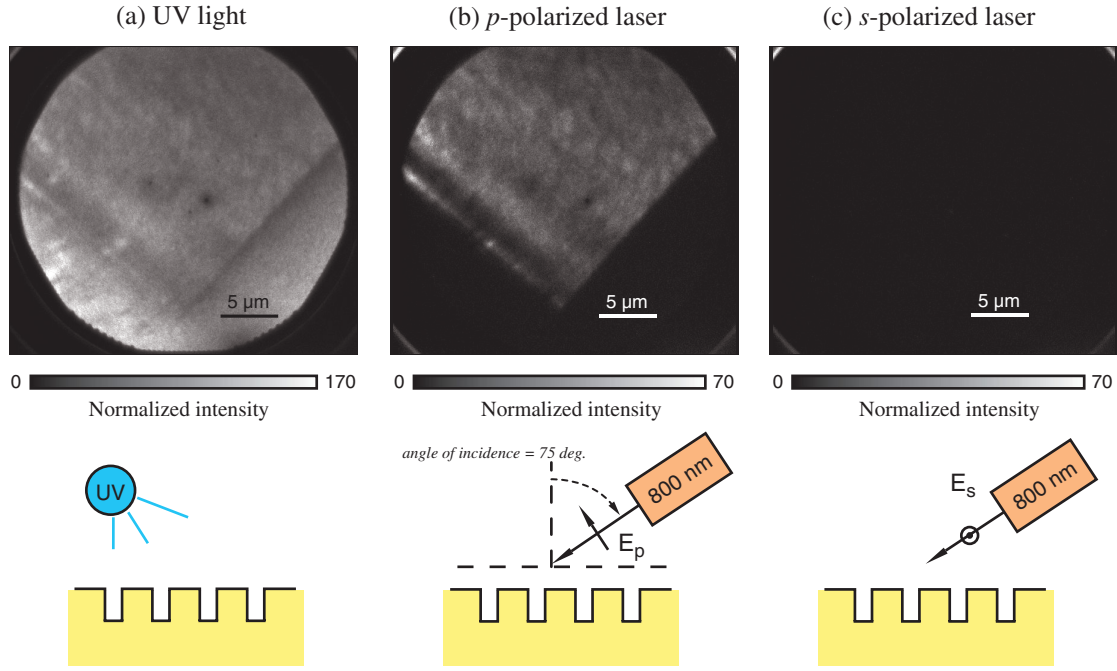 (a) UV light
(b) p-polarized laser
(c) s-polarized laser
5 µm
5 µm
5 µm
0 170
0 70
0 70
Normalized intensity
Normalized intensity
Normalized intensity
angle of incidence = 75 deg.
UV
800 nm
E_p
800 nm
E_s